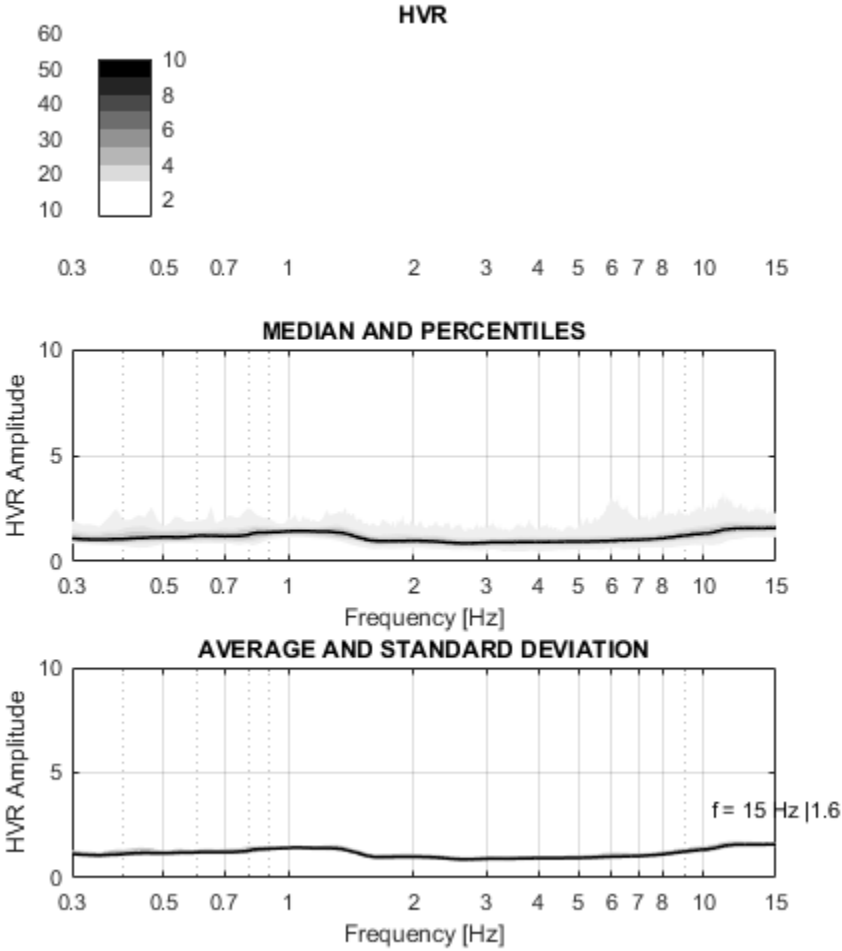 HVR
60
50
40
30
20
10
10
8
6
4
2
0.3 0.5 0.7 1 2 3 4 5 6 7 8 10 15
MEDIAN AND PERCENTILES
10
5
0
HVR Amplitude
0.3 0.5 0.7 1 2 3 4 5 6 7 8 10 15
Frequency [Hz]
AVERAGE AND STANDARD DEVIATION
10
5
0
HVR Amplitude
f = 15 Hz |1.6
0.3 0.5 0.7 1 2 3 4 5 6 7 8 10 15
Frequency [Hz]